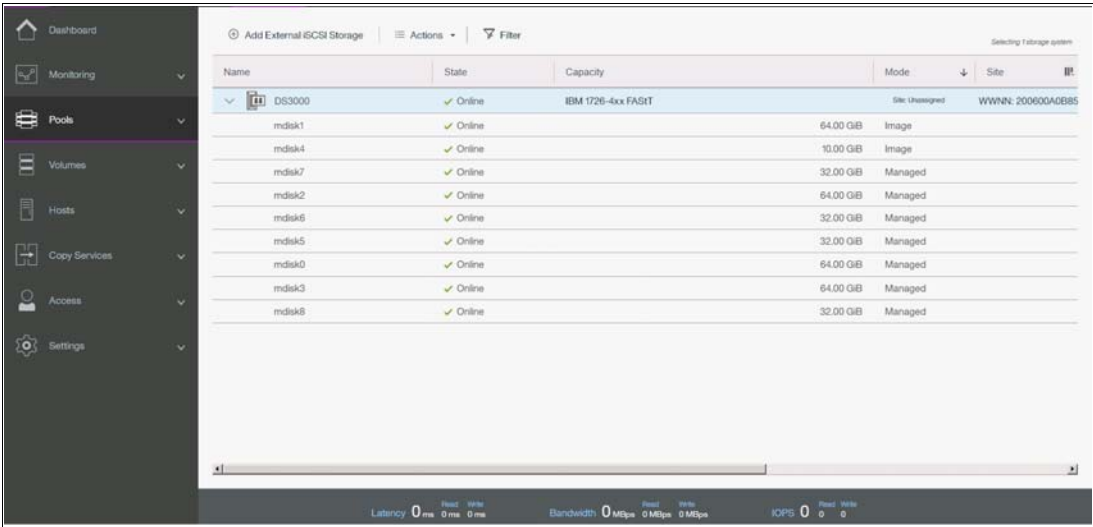 Dashboard
Monitoring
Pools
Volumes
Hosts
Copy Services
Access
Settings
Add External iSCSI Storage Actions Filter
Selecting 1 storage system
Name State Capacity Mode Site
DS3000 Online IBM 1726-4xx FAStT Site: Unassigned WWNN: 200600A0B85
mdisk1 Online 64.00 GiB Image
mdisk4 Online 10.00 GiB Image
mdisk7 Online 32.00 GiB Managed
mdisk2 Online 64.00 GiB Managed
mdisk6 Online 32.00 GiB Managed
mdisk5 Online 32.00 GiB Managed
mdisk0 Online 64.00 GiB Managed
mdisk3 Online 64.00 GiB Managed
mdisk8 Online 32.00 GiB Managed
Read Write Read Write Read Write
Latency 0 ms 0 ms 0 ms Bandwidth 0 MBps 0 MBps 0 MBps IOPS 0 0 0